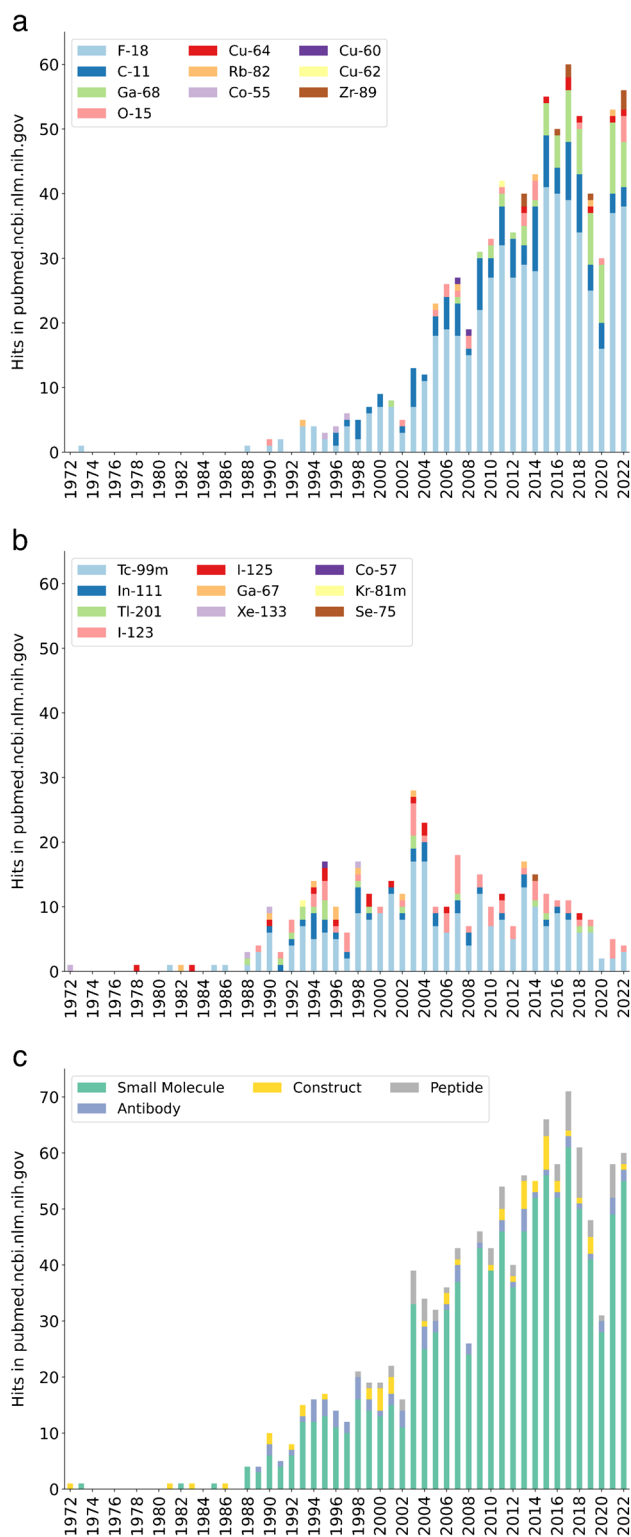 a
F-18 Cu-64 Cu-60
C-11 Rb-82 Cu-62
Ga-68 Co-55 Zr-89
O-15
Hits in pubmed.ncbi.nlm.nih.gov
60
50
40
30
20
10
0
1972 1974 1976 1978 1980 1982 1984 1986 1988 1990 1992 1994 1996 1998 2000 2002 2004 2006 2008 2010 2012 2014 2016 2018 2020 2022
b
Tc-99m I-125 Co-57
In-111 Ga-67 Kr-81m
Tl-201 Xe-133 Se-75
I-123
Hits in pubmed.ncbi.nlm.nih.gov
60
50
40
30
20
10
0
1972 1974 1976 1978 1980 1982 1984 1986 1988 1990 1992 1994 1996 1998 2000 2002 2004 2006 2008 2010 2012 2014 2016 2018 2020 2022
c
Small Molecule Construct Peptide
Antibody
Hits in pubmed.ncbi.nlm.nih.gov
70
60
50
40
30
20
10
0
1972 1974 1976 1978 1980 1982 1984 1986 1988 1990 1992 1994 1996 1998 2000 2002 2004 2006 2008 2010 2012 2014 2016 2018 2020 2022